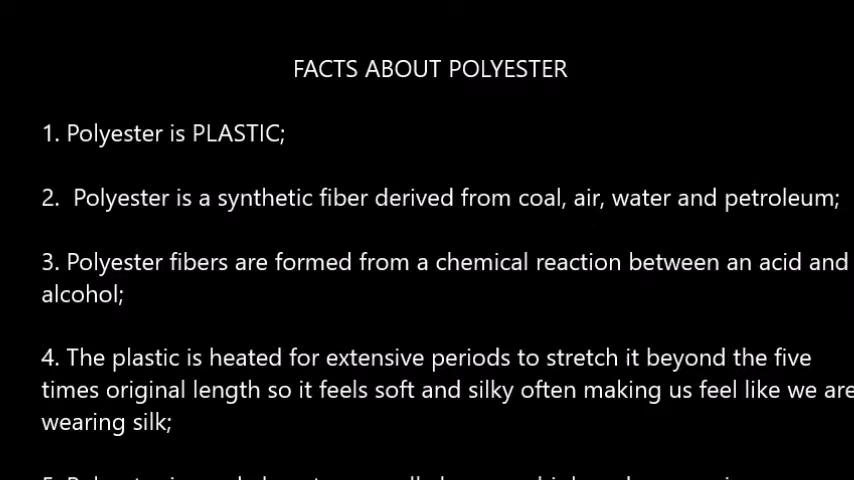 FACTS ABOUT POLYESTER
1. Polyester is PLASTIC;
2.  Polyester is a synthetic fiber derived from coal, air, water and petroleum;
3. Polyester fibers are formed from a chemical reaction between an acid and
alcohol;
4. The plastic is heated for extensive periods to stretch it beyond the five
times original length so it feels soft and silky often making us feel like we are
wearing silk;